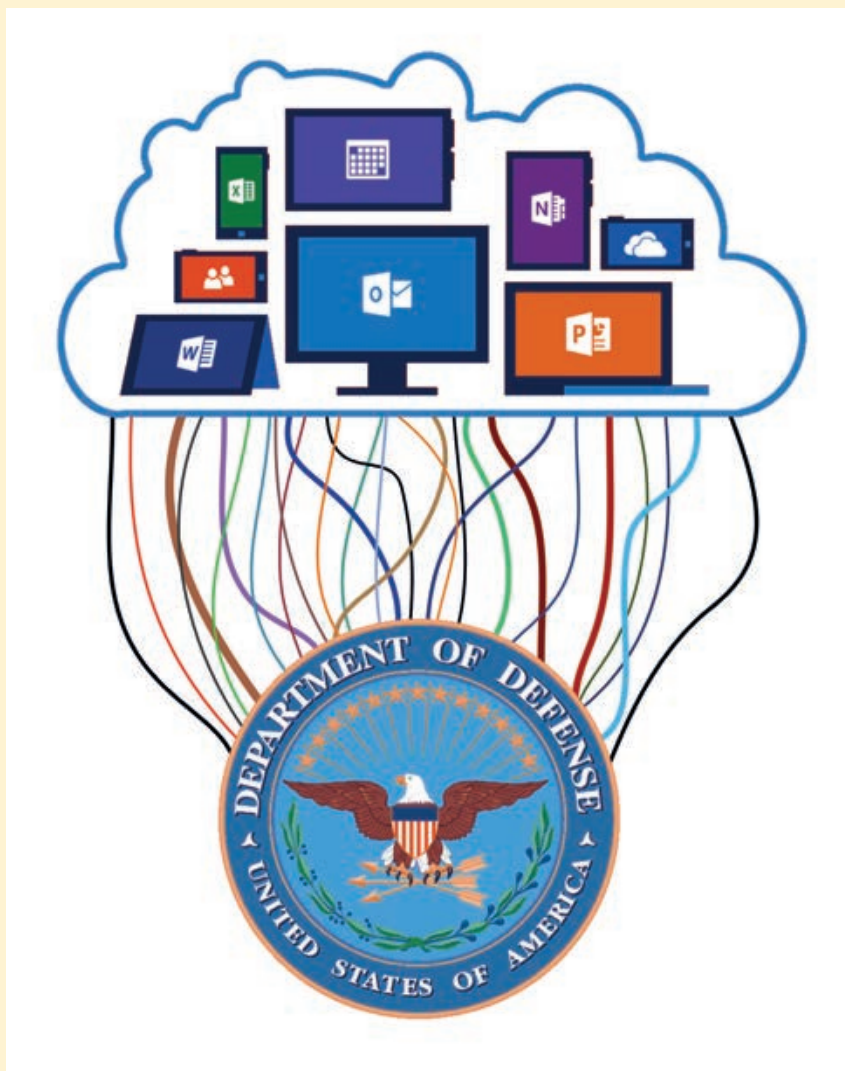 X
N
O
W
P
DEPARTMENT OF DEFENSE
UNITED STATES OF AMERICA